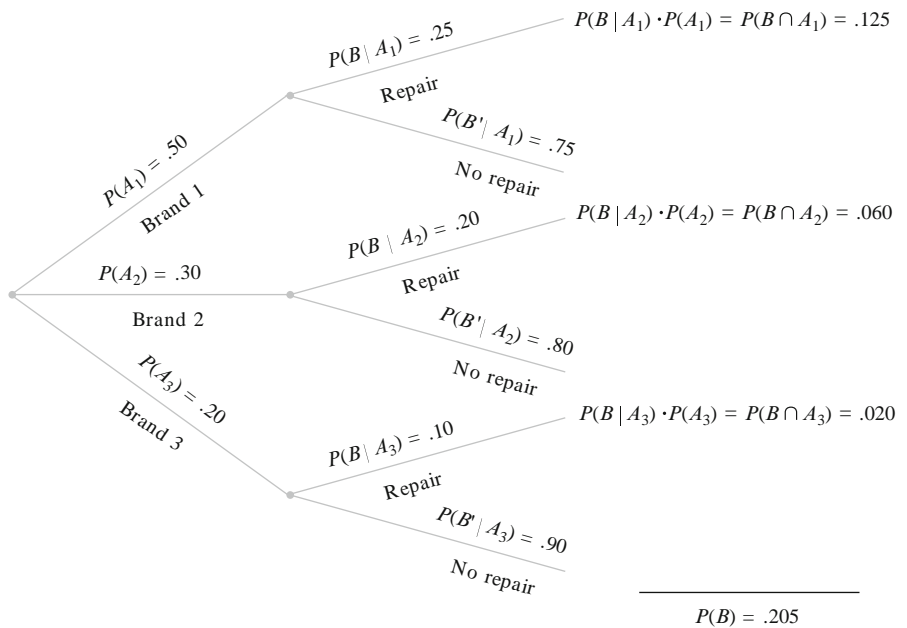 P(B | A₁) · P(A₁) = P(B ∩ A₁) = .125
P(B | A₁) = .25
Repair
P(B' | A₁) = .75
No repair
P(A₁) = .50
Brand 1
P(B | A₂) · P(A₂) = P(B ∩ A₂) = .060
P(B | A₂) = .20
Repair
P(A₂) = .30
Brand 2
P(B' | A₂) = .80
No repair
P(A₃) = .20
Brand 3
P(B | A₃) · P(A₃) = P(B ∩ A₃) = .020
P(B | A₃) = .10
Repair
P(B' | A₃) = .90
No repair
P(B) = .205